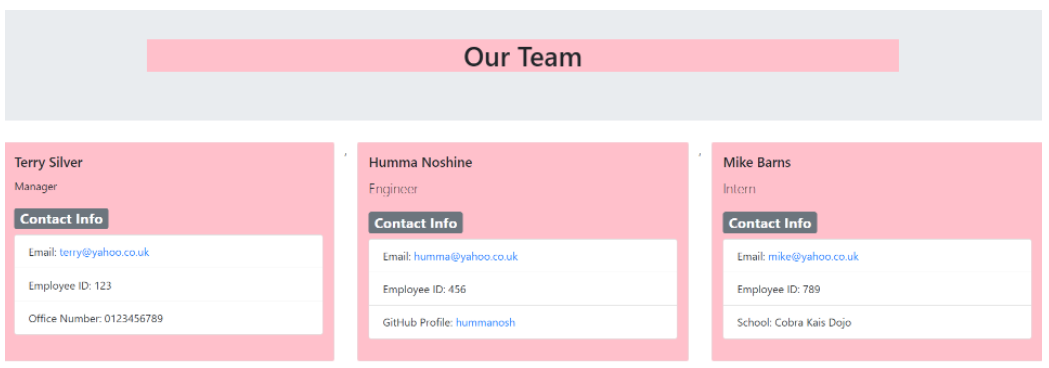 Our Team
Terry Silver
Manager
Contact Info
Email: terry@yahoo.co.uk
Employee ID: 123
Office Number: 0123456789
,
Humma Noshine
Engineer
Contact Info
Email: humma@yahoo.co.uk
Employee ID: 456
GitHub Profile: hummanosh
,
Mike Barns
Intern
Contact Info
Email: mike@yahoo.co.uk
Employee ID: 789
School: Cobra Kais Dojo